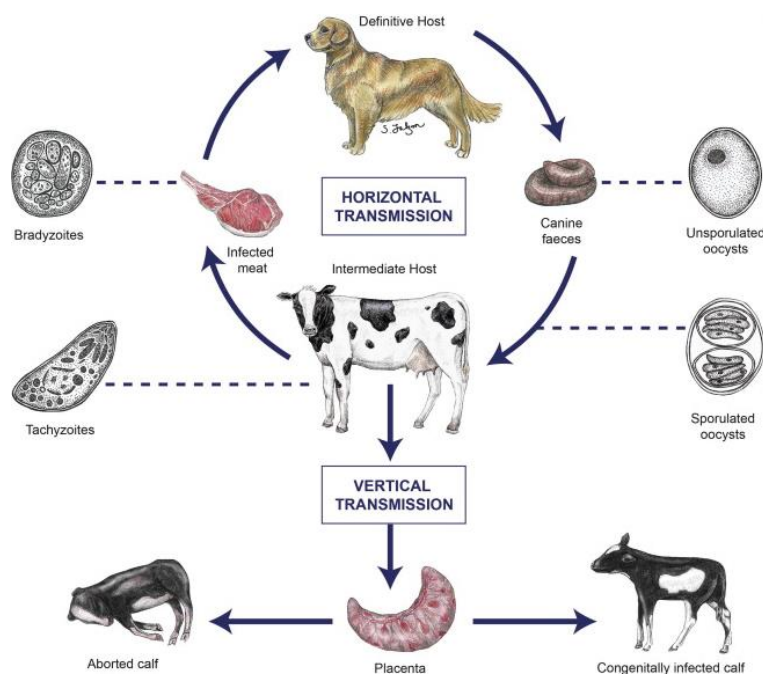 Definitive Host
Bradyzoites
Infected
meat
HORIZONTAL
TRANSMISSION
Canine
faeces
Unsporulated
oocysts
Intermediate Host
Tachyzoites
Sporulated
oocysts
VERTICAL
TRANSMISSION
Aborted calf
Placenta
Congenitally infected calf